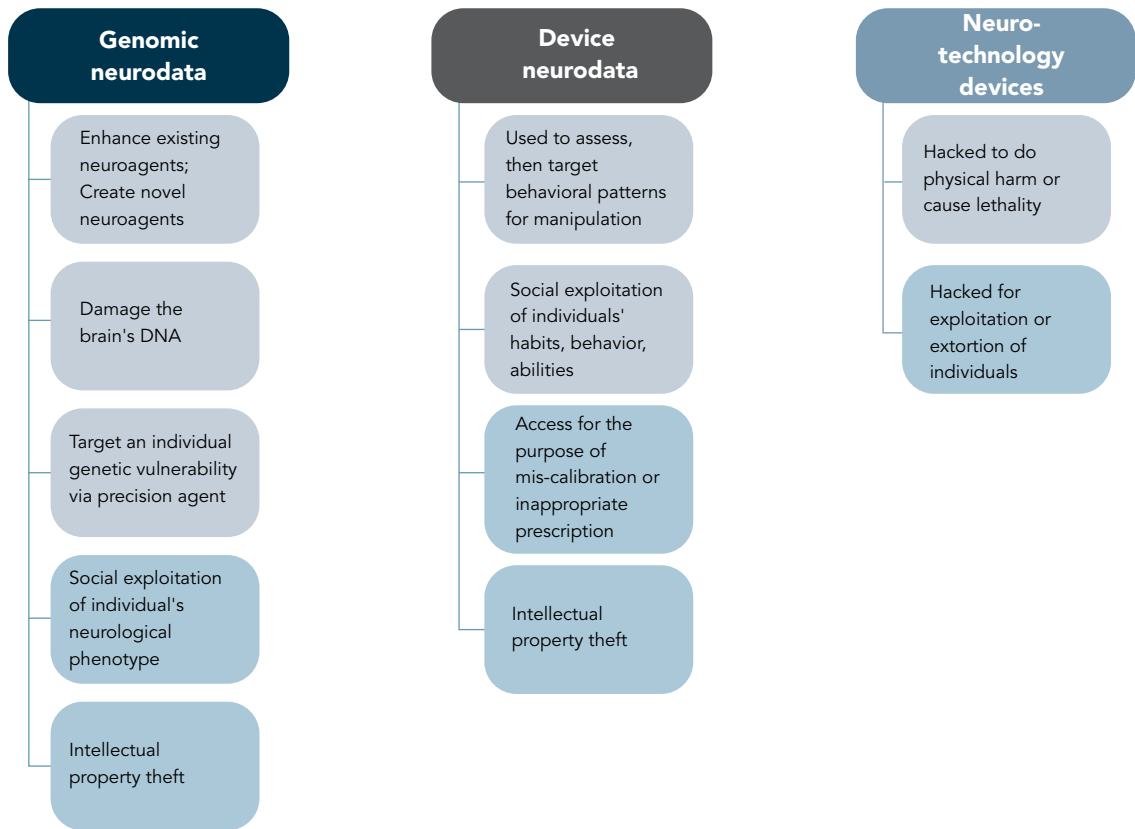 Genomic
neurodata
Enhance existing
neuroagents;
Create novel
neuroagents
Damage the
brain's DNA
Target an individual
genetic vulnerability
via precision agent
Social exploitation
of individual's
neurological
phenotype
Intellectual
property theft
Device
neurodata
Used to assess,
then target
behavioral patterns
for manipulation
Social exploitation
of individuals'
habits, behavior,
abilities
Access for the
purpose of
mis-calibration or
inappropriate
prescription
Intellectual
property theft
Neuro-
technology
devices
Hacked to do
physical harm or
cause lethality
Hacked for
exploitation or
extortion of
individuals